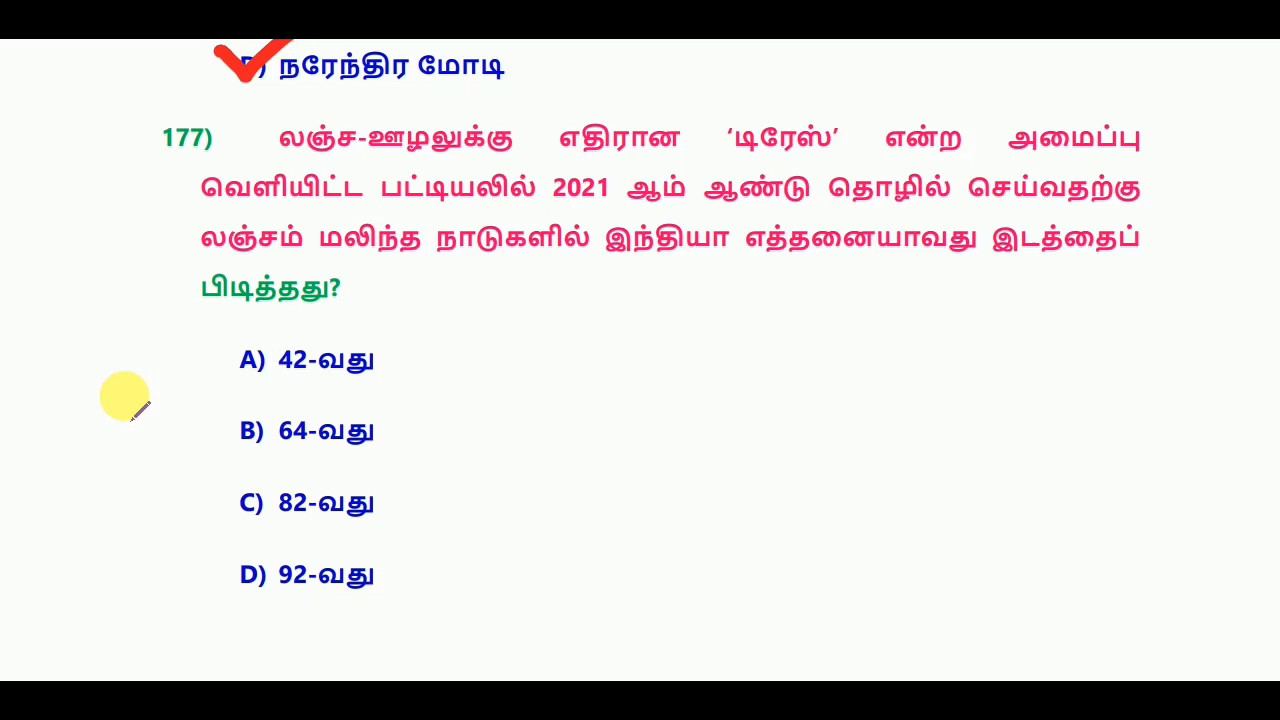 நரேந்திர மோடி
177) லஞ்ச-ஊழலுக்கு எதிரான ‘டிரேஸ்’ என்ற அமைப்பு
வெளியிட்ட பட்டியலில் 2021 ஆம் ஆண்டு தொழில் செய்வதற்கு
லஞ்சம் மலிந்த நாடுகளில் இந்தியா எத்தனையாவது இடத்தைப்
பிடித்தது?
A) 42-வது
B) 64-வது
C) 82-வது
D) 92-வது